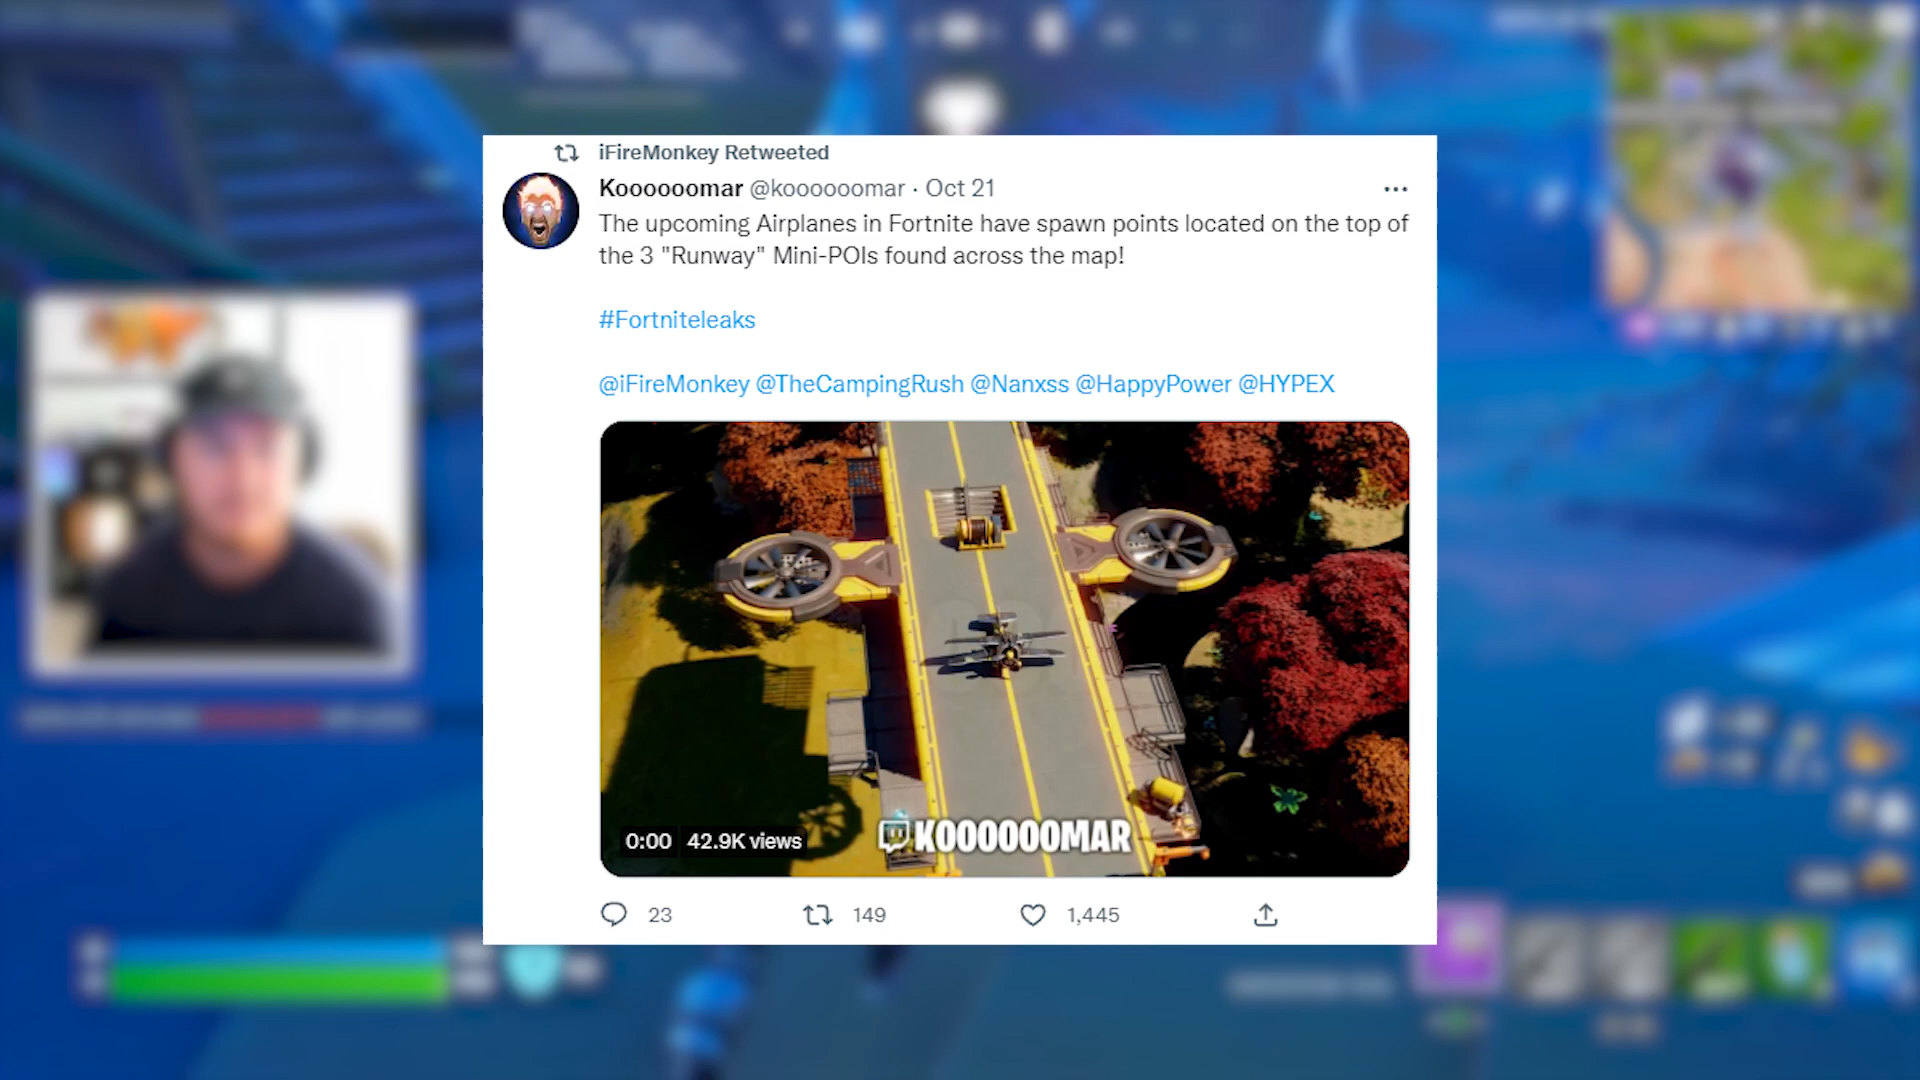 iFireMonkey Retweeted
Koooooomar @koooooomar · Oct 21
The upcoming Airplanes in Fortnite have spawn points located on the top of
the 3 "Runway" Mini-POIs found across the map!
#Fortniteleaks
@iFireMonkey @TheCampingRush @Nanxss @HappyPower @HYPEX
0:00 42.9K views
KOOOOOOMAR
23 149 1,445